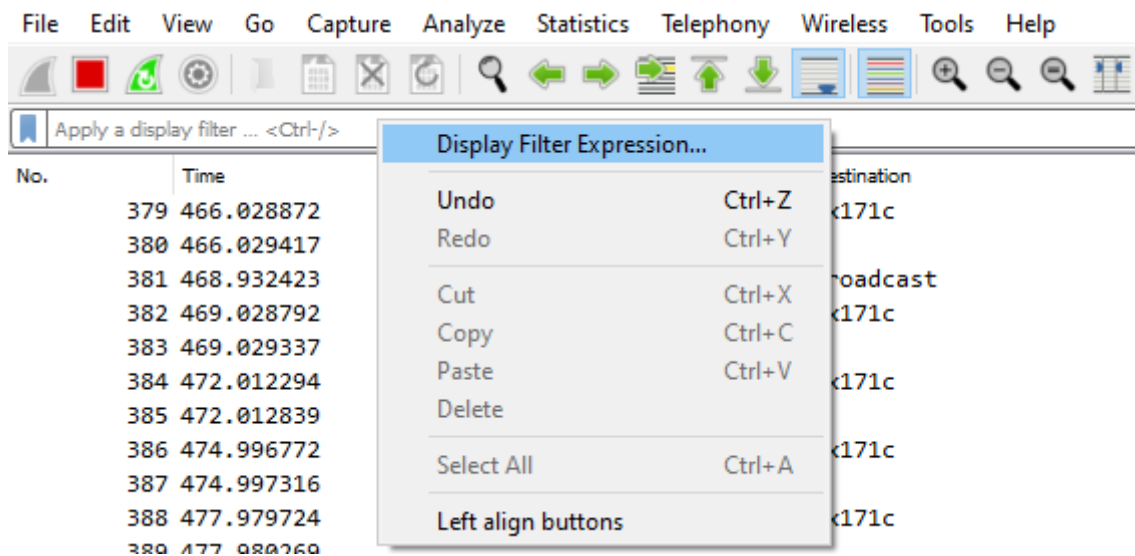 File Edit View Go Capture Analyze Statistics Telephony Wireless Tools Help
Apply a display filter ... <Ctrl-/>
No. Time estination
379 466.028872 x171c
380 466.029417
381 468.932423 roadcast
382 469.028792 x171c
383 469.029337
384 472.012294 x171c
385 472.012839
386 474.996772 x171c
387 474.997316
388 477.979724 x171c
389 477.980269
Display Filter Expression...
Undo Ctrl+Z
Redo Ctrl+Y
Cut Ctrl+X
Copy Ctrl+C
Paste Ctrl+V
Delete
Select All Ctrl+A
Left align buttons